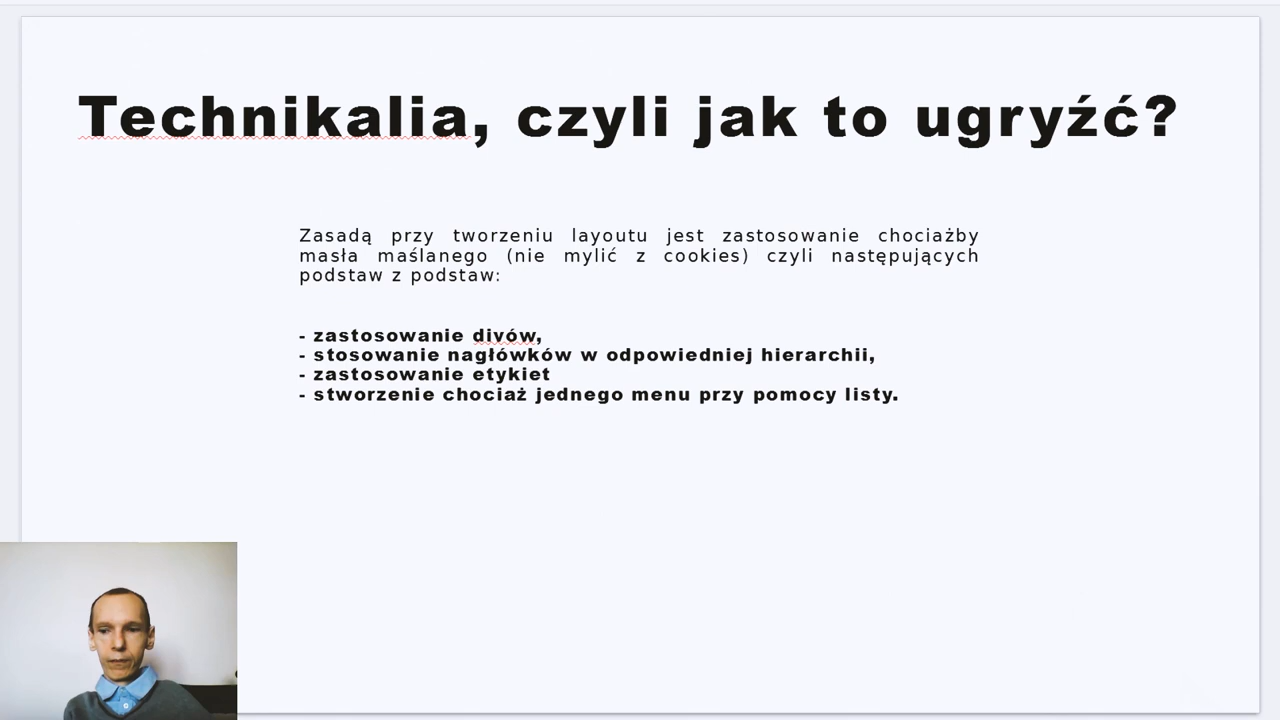 Technikalia, czyli jak to ugryźć?
Zasadą przy tworzeniu layoutu jest zastosowanie chociażby
masła maślanego (nie mylić z cookies) czyli następujących
podstaw z podstaw:
- zastosowanie divów,
- stosowanie nagłówków w odpowiedniej hierarchii,
- zastosowanie etykiet
- stworzenie chociaż jednego menu przy pomocy listy.